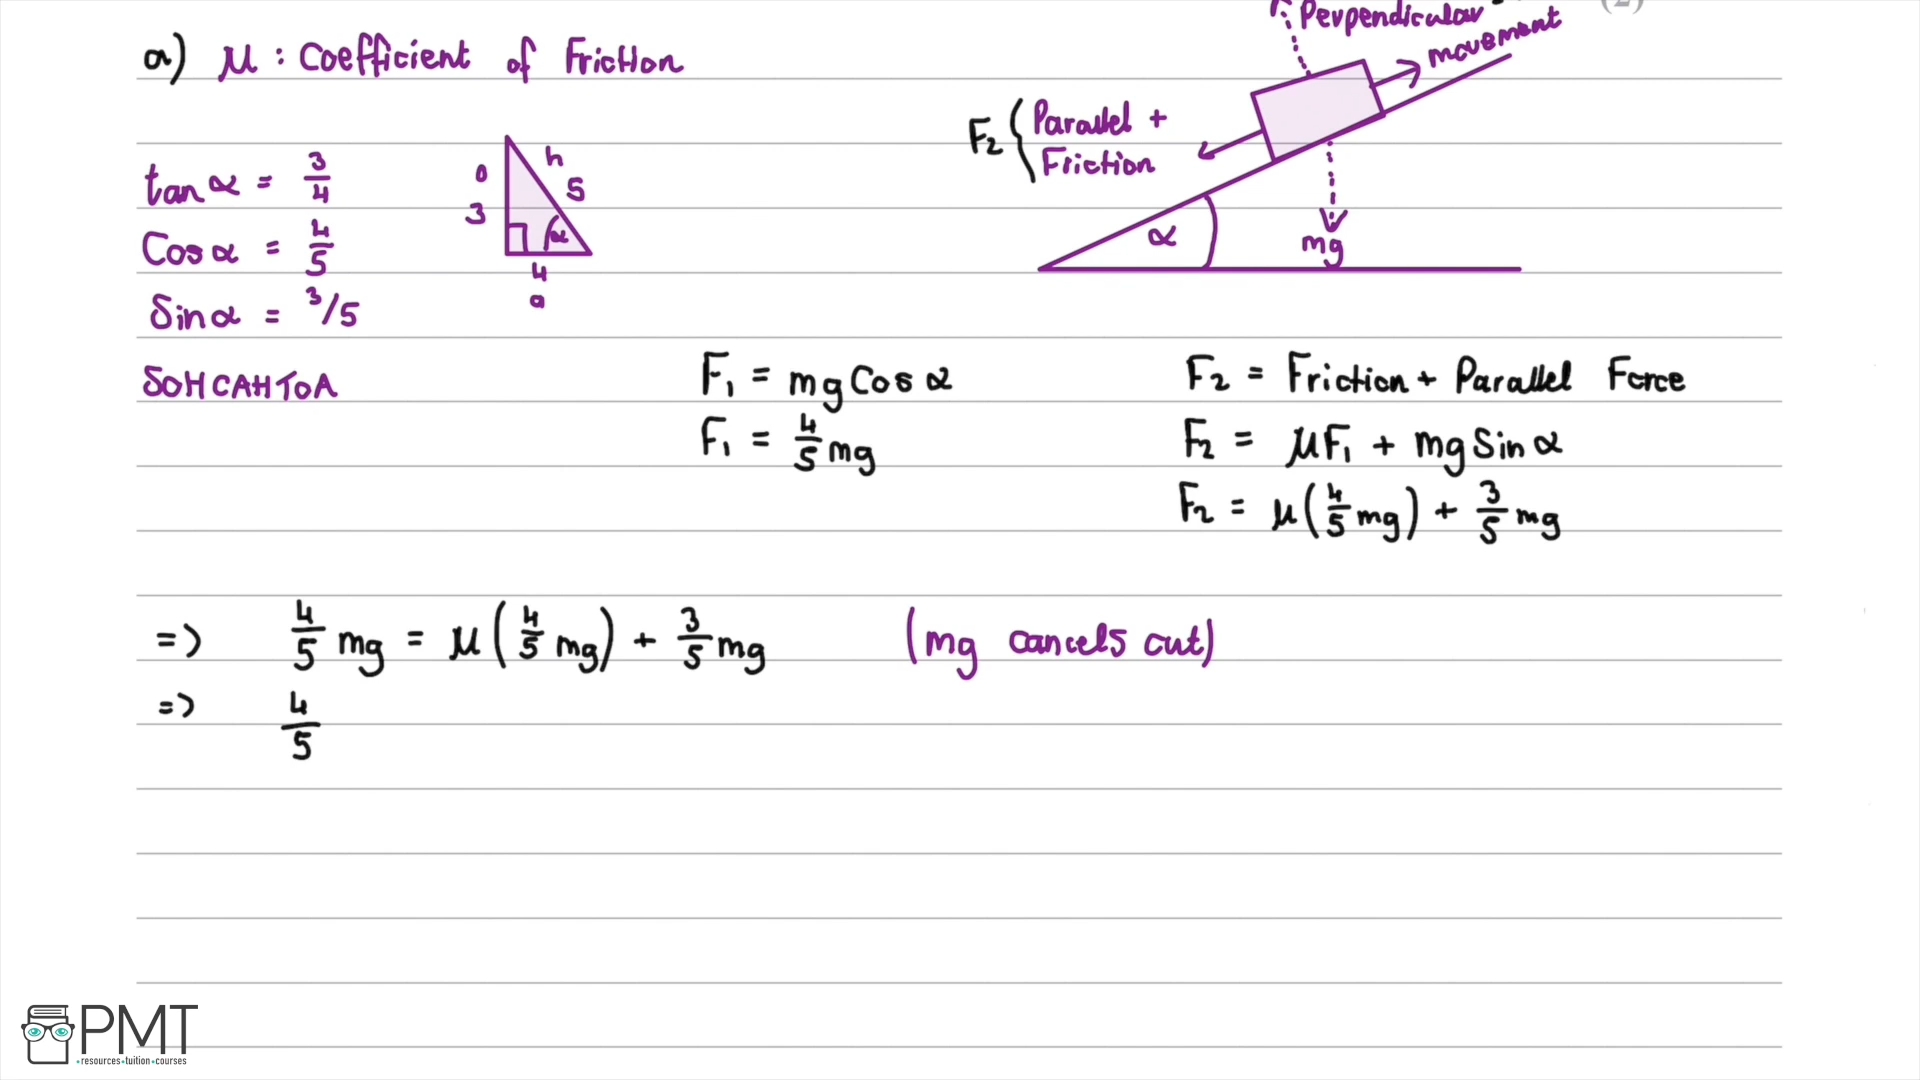 a) μ : Coefficient of Friction
(2)
Perpendicular
movement
F₂ { Parallel +
Friction
α
mg
tan α = 3/4
Cos α = 4/5
Sin α = 3/5
o
3
h
5
α
4
a
SOHCAHTOA
F₁ = mg Cos α
F₁ = 4/5 mg
F₂ = Friction + Parallel Force
F₂ = μF₁ + mg Sin α
F₂ = μ(4/5 mg) + 3/5 mg
=> 4/5 mg = μ(4/5 mg) + 3/5 mg (mg cancels out)
=> 4/5
PMT
•resources•tuition•courses